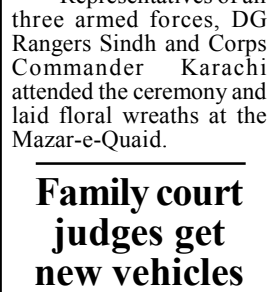 Representatives of all
three armed forces, DG
Rangers Sindh and Corps
Commander Karachi
attended the ceremony and
laid floral wreaths at the
Mazar-e-Quaid.
Family court
judges get
new vehicles